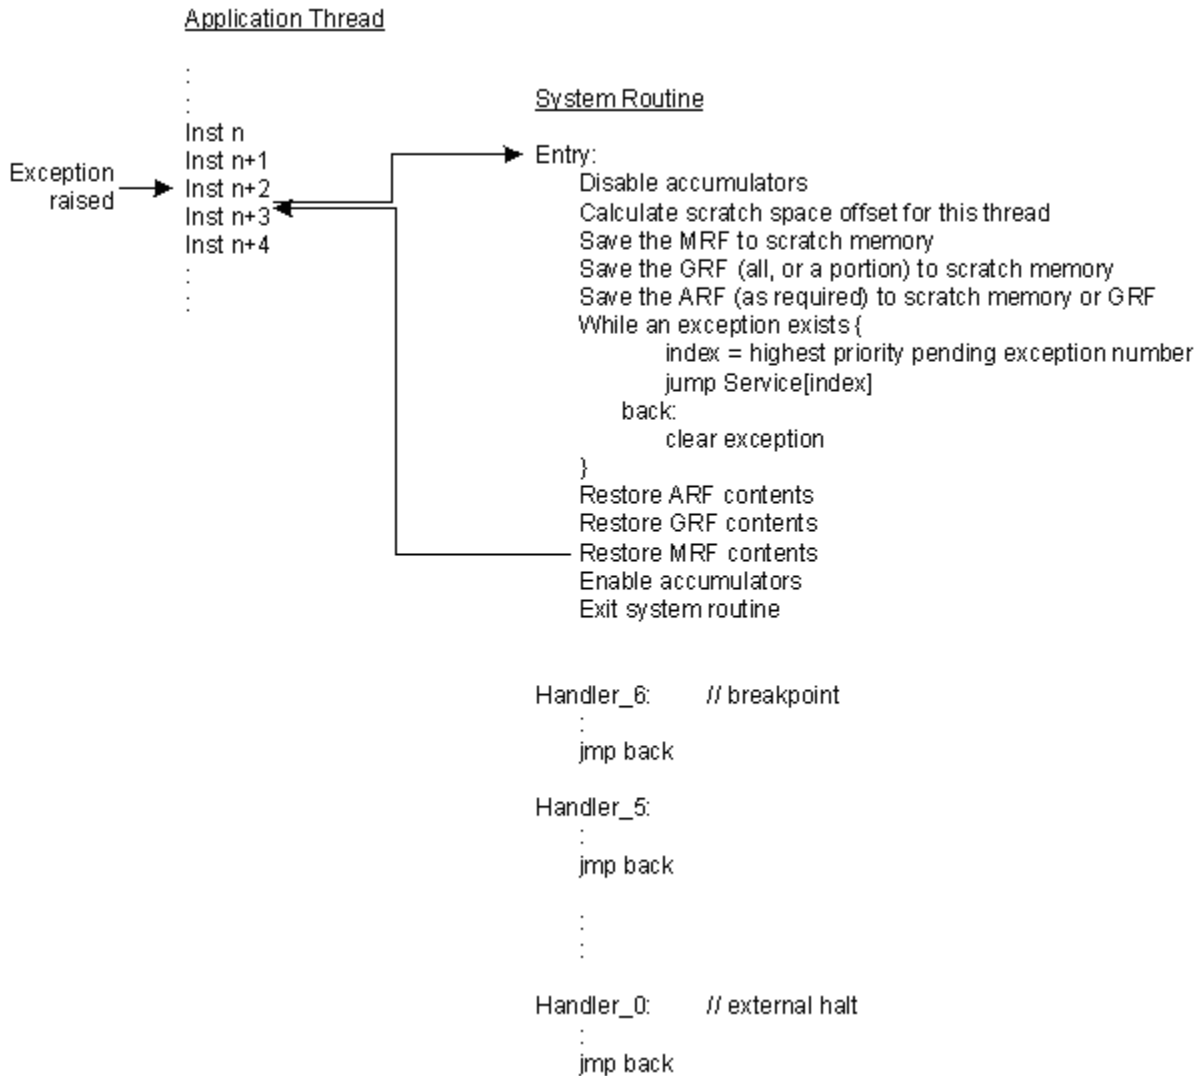 Application Thread
:
:
Inst n
Inst n+1
Exception
raised
Inst n+2
Inst n+3
Inst n+4
:
:
System Routine
Entry:
Disable accumulators
Calculate scratch space offset for this thread
Save the MRF to scratch memory
Save the GRF (all, or a portion) to scratch memory
Save the ARF (as required) to scratch memory or GRF
While an exception exists {
index = highest priority pending exception number
jump Service[index]
back:
clear exception
}
Restore ARF contents
Restore GRF contents
Restore MRF contents
Enable accumulators
Exit system routine
Handler_6: // breakpoint
:
jmp back
Handler_5:
:
jmp back
:
:
Handler_0: // external halt
:
jmp back